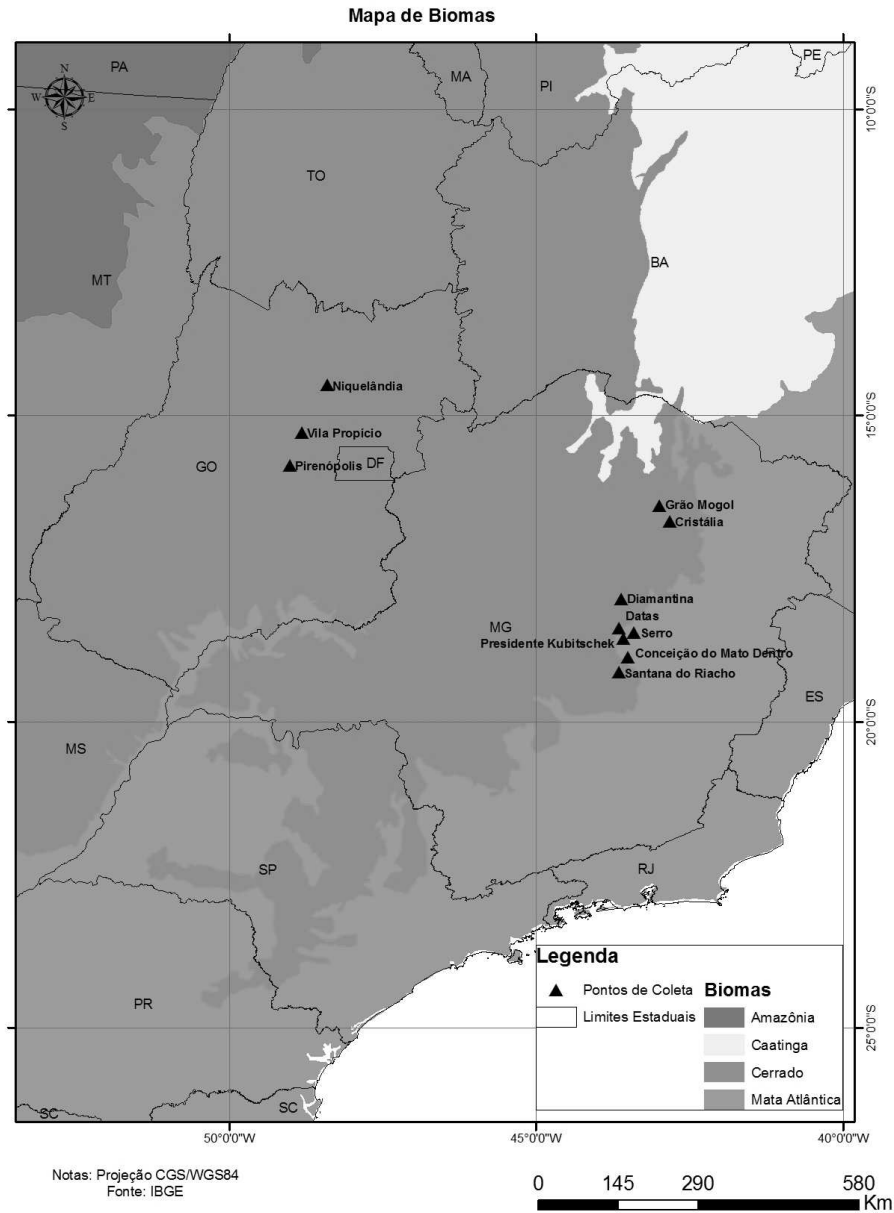 Mapa de Biomas
N
W E
S
PA
MA
PI
PE
10°0'0"S
TO
BA
MT
Niquelândia
Vila Propício
15°0'0"S
GO
Pirenópolis
DF
Grão Mogol
Cristália
Diamantina
Datas
MG
Serro
Presidente Kubitschek
Conceição do Mato Dentro
Santana do Riacho
ES
20°0'0"S
MS
SP
RJ
PR
SC
SC
25°0'0"S
Legenda
Pontos de Coleta
Limites Estaduais
Biomas
Amazônia
Caatinga
Cerrado
Mata Atlântica
50°0'0"W 45°0'0"W 40°0'0"W
Notas: Projeção CGS/WGS84
Fonte: IBGE
0 145 290 580
Km